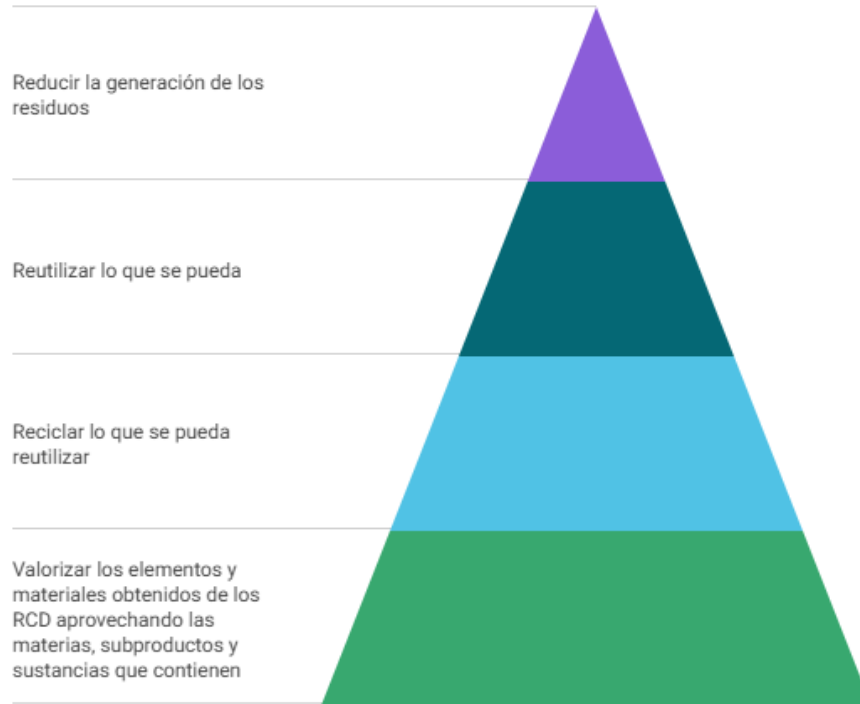 Reducir la generación de los
residuos
Reutilizar lo que se pueda
Reciclar lo que se pueda
reutilizar
Valorizar los elementos y
materiales obtenidos de los
RCD aprovechando las
materias, subproductos y
sustancias que contienen